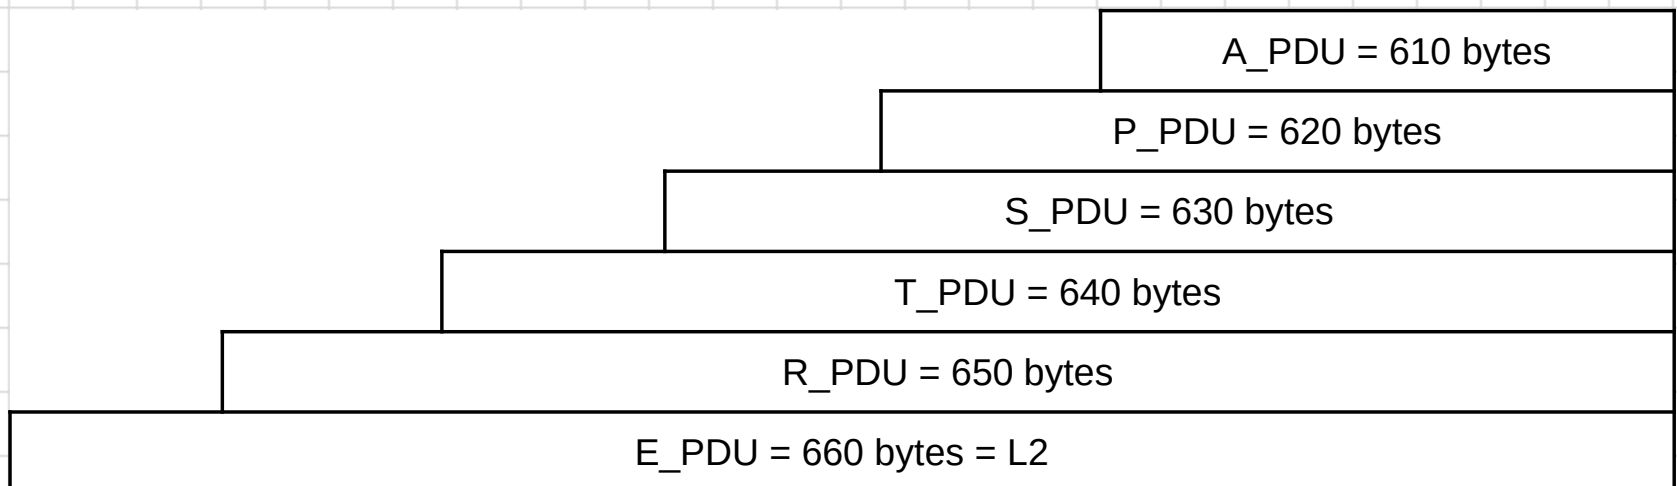 A_PDU = 610 bytes
P_PDU = 620 bytes
S_PDU = 630 bytes
T_PDU = 640 bytes
R_PDU = 650 bytes
E_PDU = 660 bytes = L2